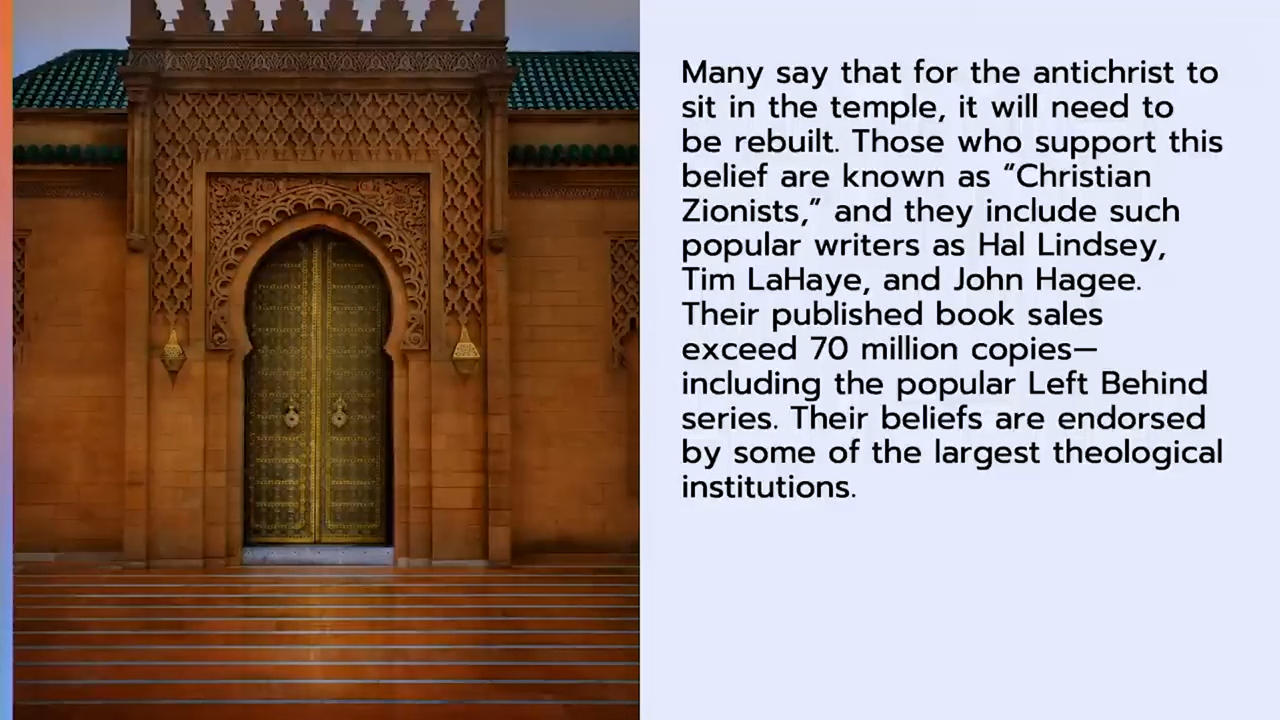 Many say that for the antichrist to
sit in the temple, it will need to
be rebuilt. Those who support this
belief are known as “Christian
Zionists,” and they include such
popular writers as Hal Lindsey,
Tim LaHaye, and John Hagee.
Their published book sales
exceed 70 million copies—
including the popular Left Behind
series. Their beliefs are endorsed
by some of the largest theological
institutions.